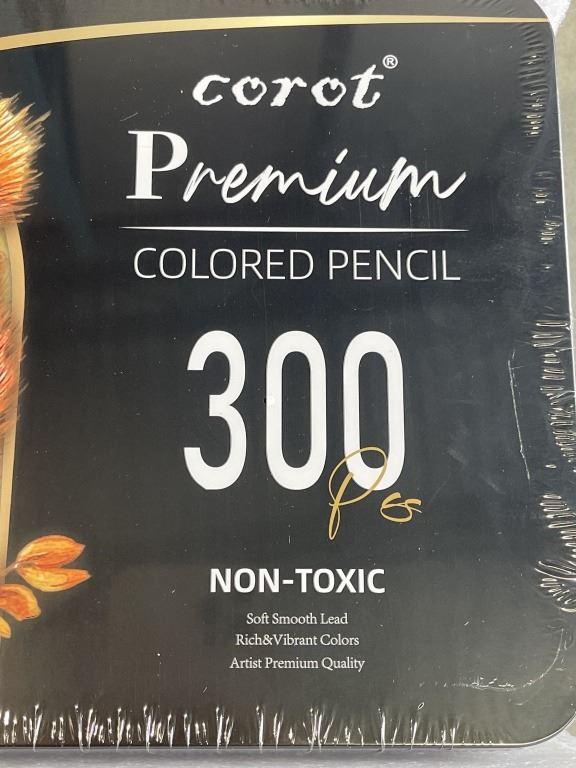 corot®
Premium
COLORED PENCIL
300
Pcs
NON-TOXIC
Soft Smooth Lead
Rich&Vibrant Colors
Artist Premium Quality